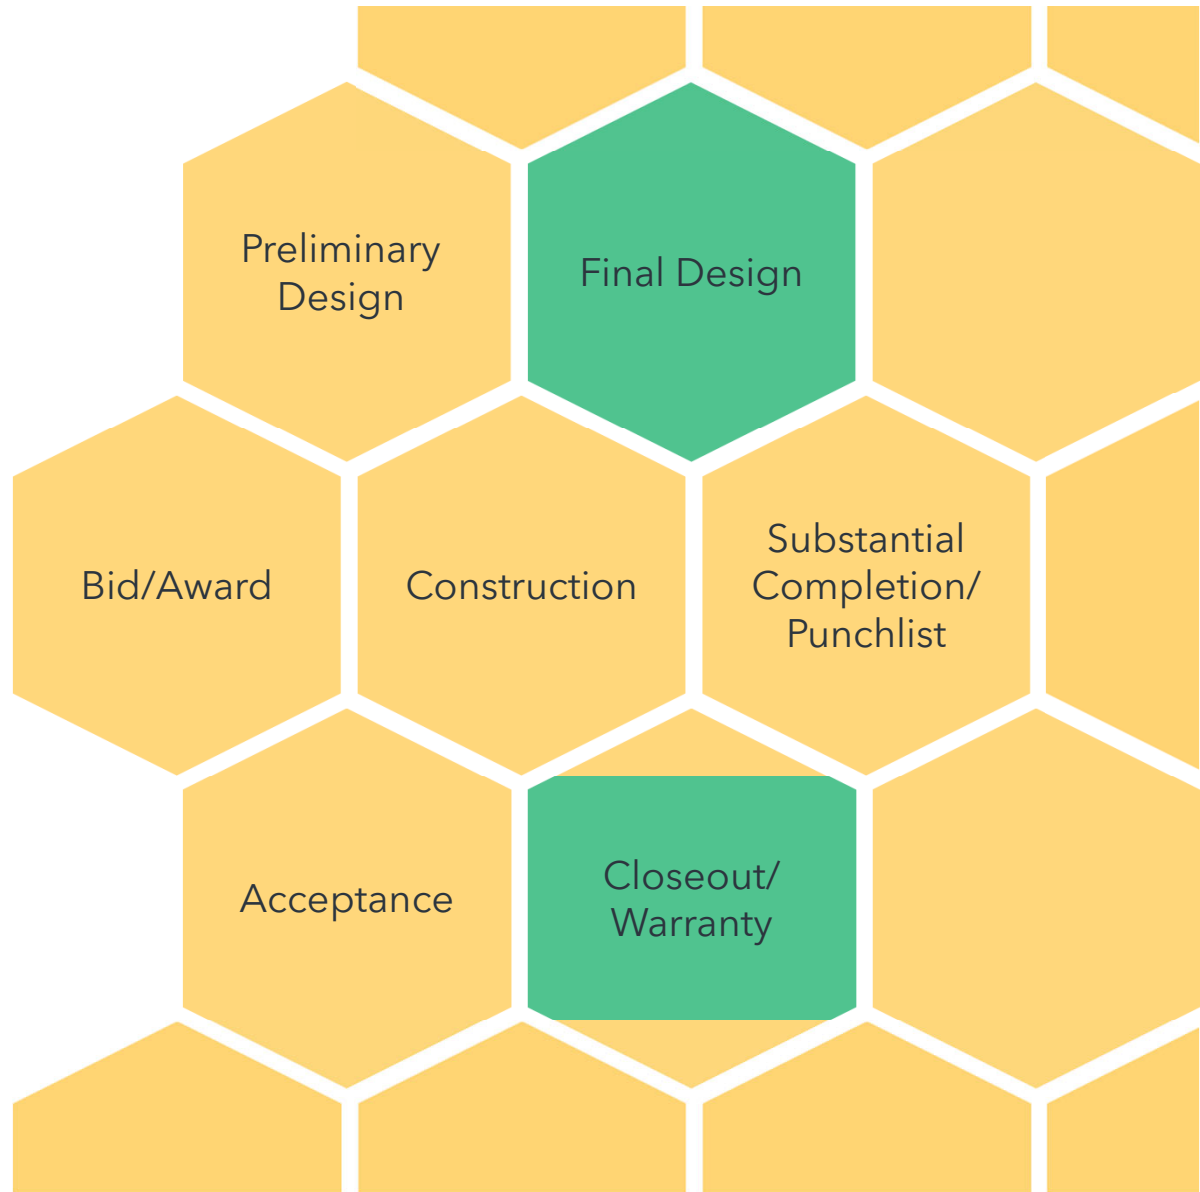 Preliminary
Design
Final Design
Bid/Award
Construction
Substantial
Completion/
Punchlist
Acceptance
Closeout/
Warranty